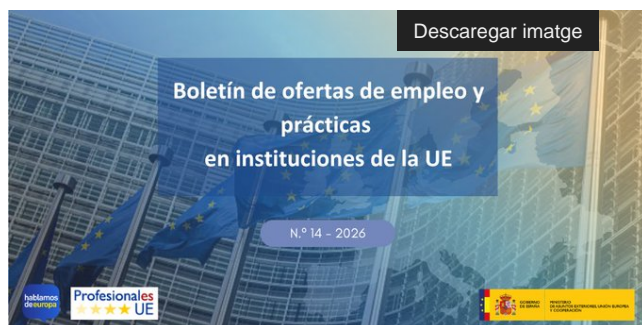 Descaregar imatge
Boletín de ofertas de empleo y
prácticas
en instituciones de la UE
N.º 14 - 2026
hablamos
deeuropa
Profesionales
UE
GOBIERNO
DE ESPAÑA
MINISTERIO
DE ASUNTOS EXTERIORES, UNIÓN EUROPEA
Y COOPERACIÓN